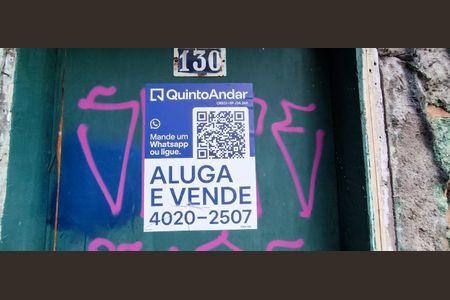 130
QuintoAndar
Mande um
Whatsapp
ou ligue.
ALUGA
E VENDE
4020-2507